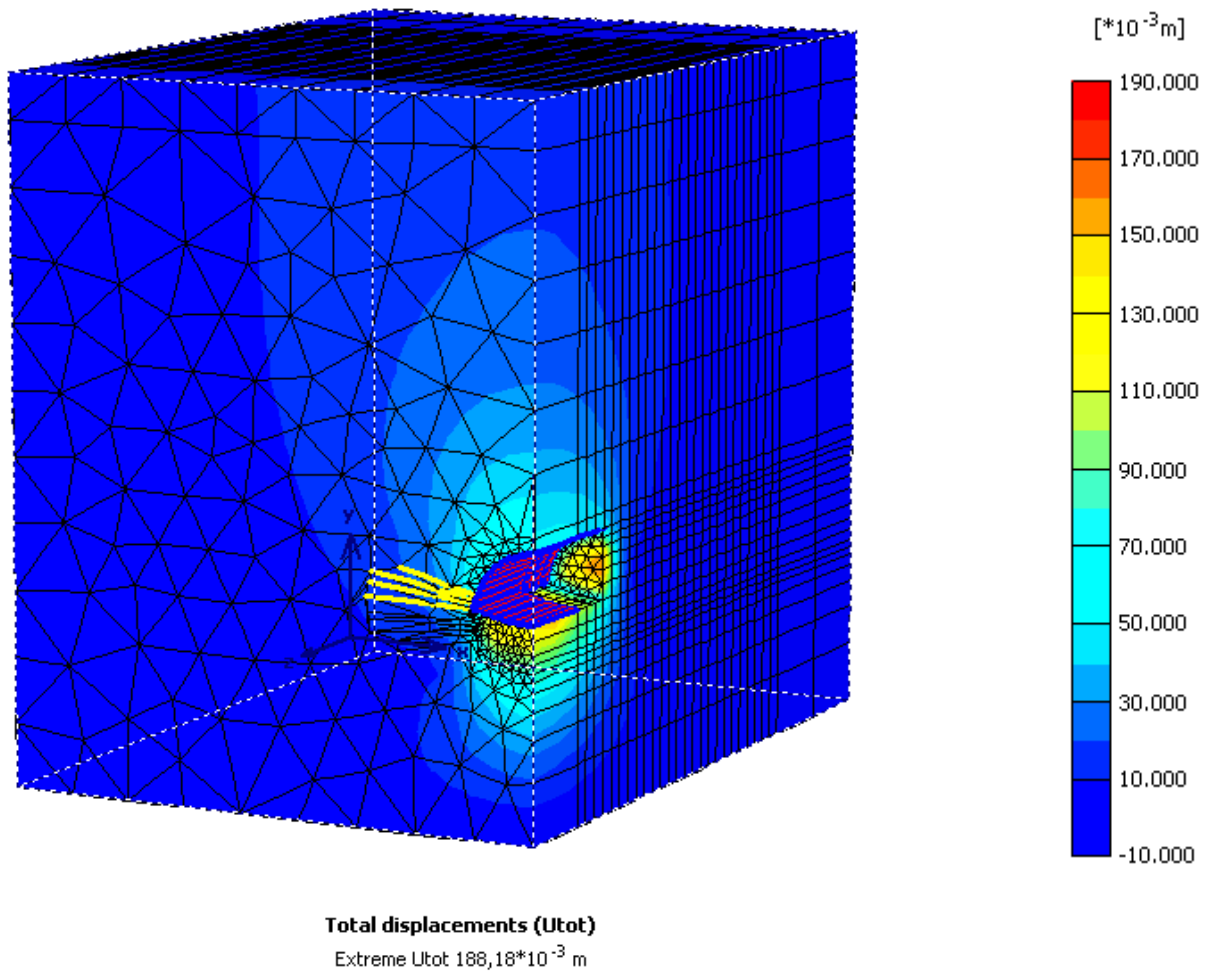 [*10⁻³m]
190.000
170.000
150.000
130.000
110.000
90.000
70.000
50.000
30.000
10.000
-10.000
y
z
x
Total displacements (Utot)
Extreme Utot 188,18*10⁻³ m